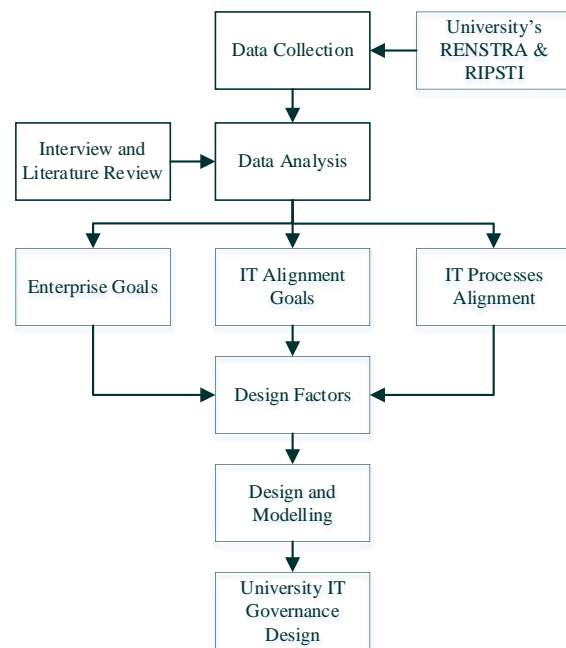 Data Collection
University's
RENSTRA &
RIPSTI
Interview and
Literature Review
Data Analysis
Enterprise Goals
IT Alignment
Goals
IT Processes
Alignment
Design Factors
Design and
Modelling
University IT
Governance
Design